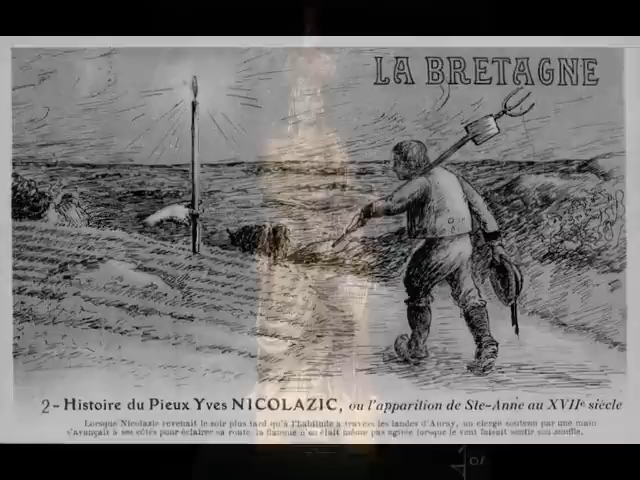 LA BRETAGNE
2 - Histoire du Pieux Yves NICOLAZIC, ou l'apparition de Ste-Anne au XVIIe siècle
Lorsque Nicolazic revenait le soir plus tard qu'à l'habitude à travers les landes d'Auray, un cierge soutenu par une main
s'avançait à ses côtés pour éclairer sa route, la flamme n'en était même pas agitée lorsque le vent faisait sentir son souffle.